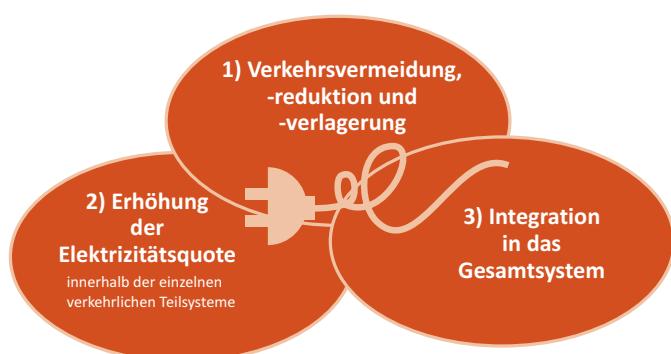 1) Verkehrsvermeidung,
-reduktion und
-verlagerung
2) Erhöhung
der
Elektrizitätsquote
innerhalb der einzelnen
verkehrlichen Teilsysteme
3) Integration
in das
Gesamtsystem